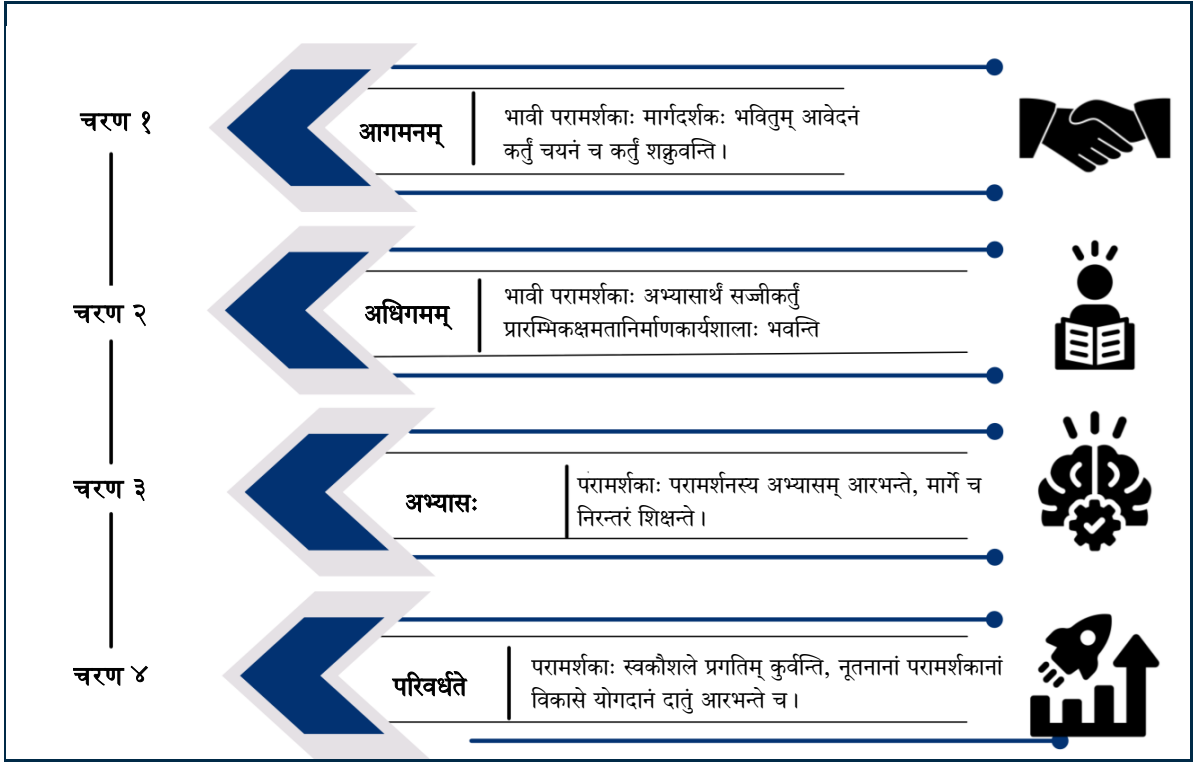 चरण १
आगमनम्
भावी परामर्शकाः मार्गदर्शकः भवितुम् आवेदनं
कर्तुं चयनं च कर्तुं शक्नुवन्ति।
चरण २
अधिगमम्
भावी परामर्शकाः अभ्यासार्थं सज्जीकर्तुं
प्रारम्भिकक्षमतानिर्माणकार्यशालाः भवन्ति
चरण ३
अभ्यासः
परामर्शकाः परामर्शनस्य अभ्यासम् आरभन्ते, मार्गे च
निरन्तरं शिक्षन्ते।
चरण ४
परिवर्धते
परामर्शकाः स्वकौशले प्रगतिम् कुर्वन्ति, नूतनानां परामर्शकानां
विकासे योगदानं दातुं आरभन्ते च।